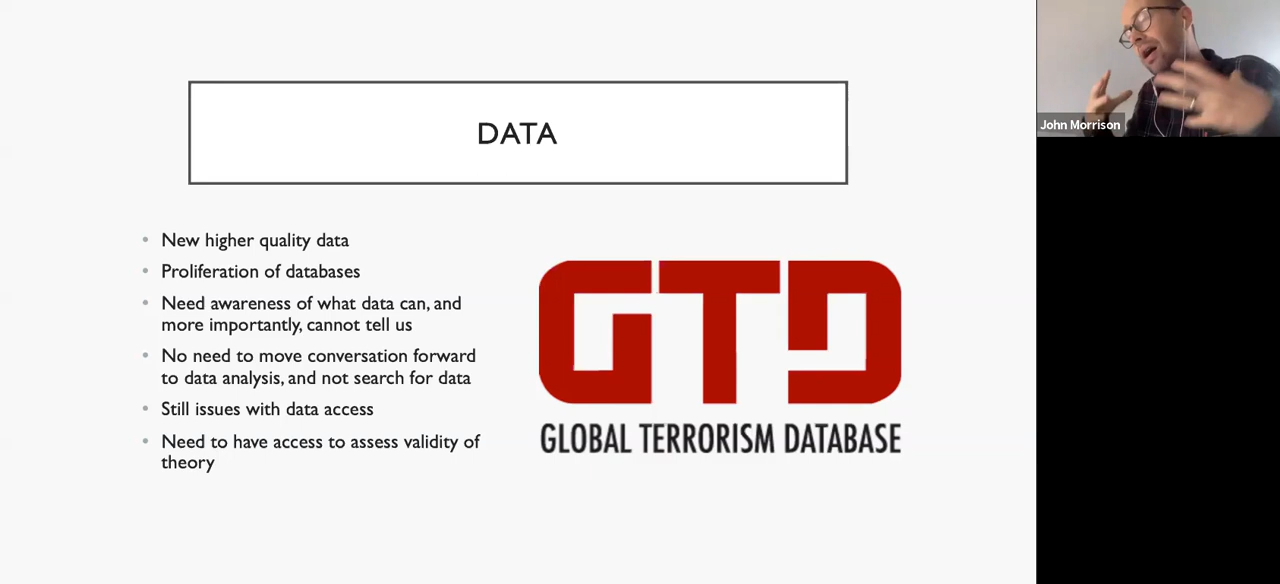 DATA
• New higher quality data
• Proliferation of databases
• Need awareness of what data can, and
more importantly, cannot tell us
• No need to move conversation forward
to data analysis, and not search for data
• Still issues with data access
• Need to have access to assess validity of
theory
GTD
GLOBAL TERRORISM DATABASE
John Morrison